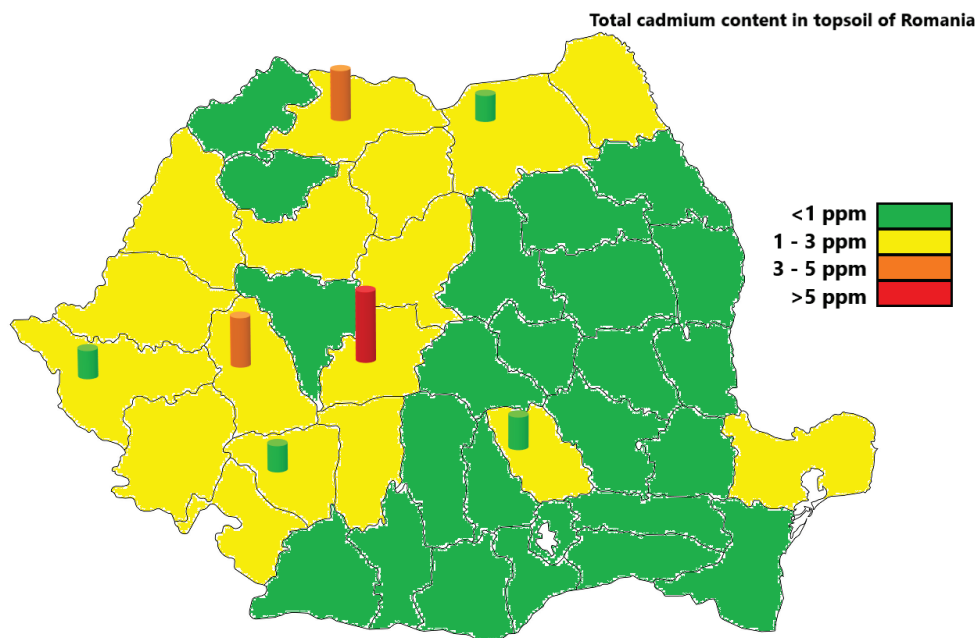 Total cadmium content in topsoil of Romania
<1 ppm
1 - 3 ppm
3 - 5 ppm
>5 ppm